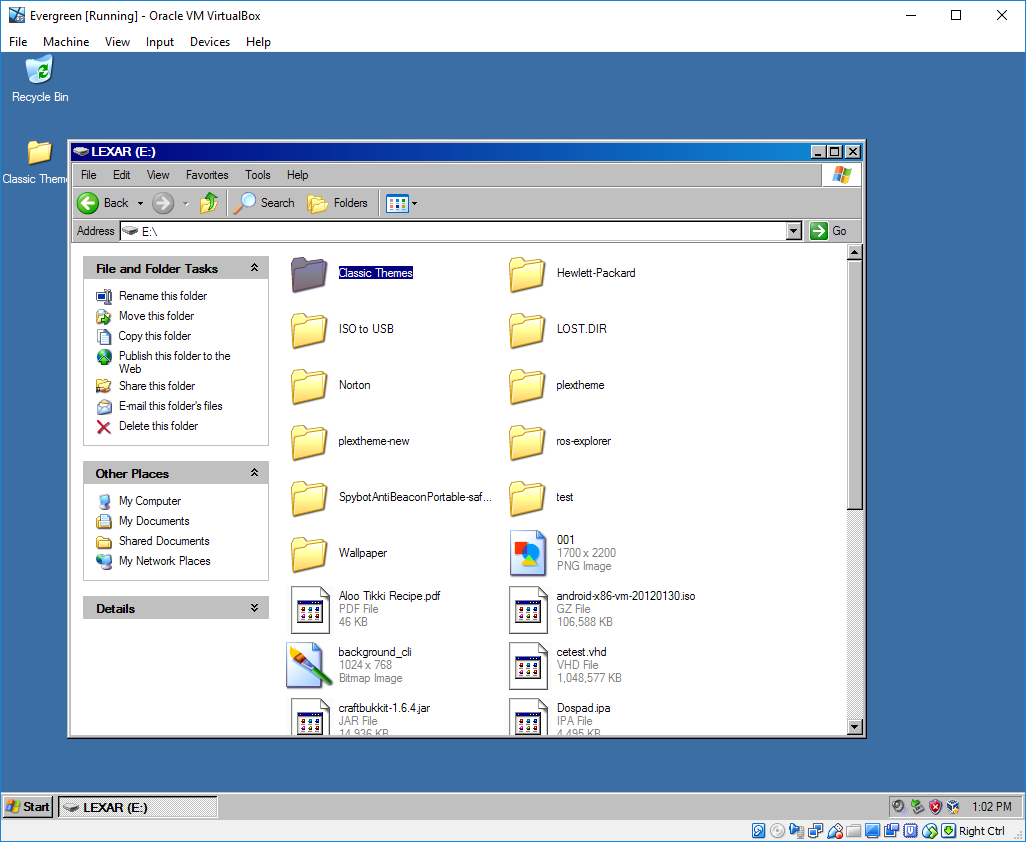 Evergreen [Running] - Oracle VM VirtualBox
File Machine View Input Devices Help
Recycle Bin
LEXAR (E:)
File Edit View Favorites Tools Help
Back Search Folders
Address E:\ Go
Classic Them
File and Folder Tasks
Rename this folder
Move this folder
Copy this folder
Publish this folder to the
Web
Share this folder
E-mail this folder's files
Delete this folder
Other Places
My Computer
My Documents
Shared Documents
My Network Places
Details
Classic Themes
Hewlett-Packard
ISO to USB
LOST.DIR
Norton
plextheme
plextheme-new
ros-explorer
SpybotAntiBeaconPortable-saf...
test
Wallpaper
001
1700 x 2200
PNG Image
Aloo Tikki Recipe.pdf
PDF File
46 KB
android-x86-vm-20120130.iso
GZ File
106,588 KB
background_cli
1024 x 768
Bitmap Image
cetest.vhd
VHD File
1,048,577 KB
craftbukkit-1.6.4.jar
JAR File
14,936 KB
Dospad.ipa
IPA File
4,495 KB
Start LEXAR (E:) 1:02 PM
Right Ctrl